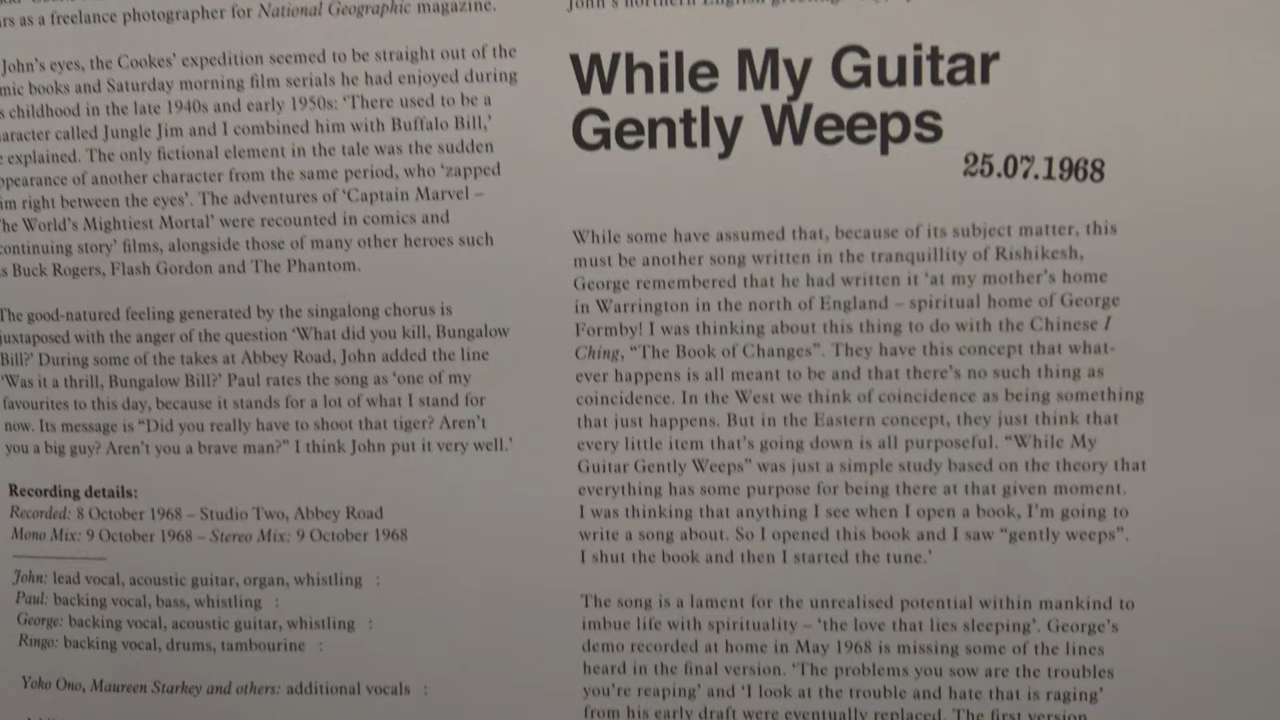 rs as a freelance photographer for National Geographic magazine.
John's eyes, the Cookes' expedition seemed to be straight out of the
mic books and Saturday morning film serials he had enjoyed during
s childhood in the late 1940s and early 1950s: 'There used to be a
aracter called Jungle Jim and I combined him with Buffalo Bill,'
e explained. The only fictional element in the tale was the sudden
ppearance of another character from the same period, who 'zapped
im right between the eyes'. The adventures of 'Captain Marvel –
he World's Mightiest Mortal' were recounted in comics and
continuing story' films, alongside those of many other heroes such
s Buck Rogers, Flash Gordon and The Phantom.
The good-natured feeling generated by the singalong chorus is
juxtaposed with the anger of the question 'What did you kill, Bungalow
Bill?' During some of the takes at Abbey Road, John added the line
'Was it a thrill, Bungalow Bill?' Paul rates the song as 'one of my
favourites to this day, because it stands for a lot of what I stand for
now. Its message is "Did you really have to shoot that tiger? Aren't
you a big guy? Aren't you a brave man?" I think John put it very well.'
Recording details:
Recorded: 8 October 1968 – Studio Two, Abbey Road
Mono Mix: 9 October 1968 – Stereo Mix: 9 October 1968
John: lead vocal, acoustic guitar, organ, whistling :
Paul: backing vocal, bass, whistling :
George: backing vocal, acoustic guitar, whistling :
Ringo: backing vocal, drums, tambourine :
Yoko Ono, Maureen Starkey and others: additional vocals :
John's northern English
While My Guitar
Gently Weeps
25.07.1968
While some have assumed that, because of its subject matter, this
must be another song written in the tranquillity of Rishikesh,
George remembered that he had written it 'at my mother's home
in Warrington in the north of England – spiritual home of George
Formby! I was thinking about this thing to do with the Chinese I
Ching, "The Book of Changes". They have this concept that what-
ever happens is all meant to be and that there's no such thing as
coincidence. In the West we think of coincidence as being something
that just happens. But in the Eastern concept, they just think that
every little item that's going down is all purposeful. "While My
Guitar Gently Weeps" was just a simple study based on the theory that
everything has some purpose for being there at that given moment.
I was thinking that anything I see when I open a book, I'm going to
write a song about. So I opened this book and I saw "gently weeps".
I shut the book and then I started the tune.'
The song is a lament for the unrealised potential within mankind to
imbue life with spirituality – 'the love that lies sleeping'. George's
demo recorded at home in May 1968 is missing some of the lines
heard in the final version. 'The problems you sow are the troubles
you're reaping' and 'I look at the trouble and hate that is raging'
from his early draft were eventually replaced. The first version